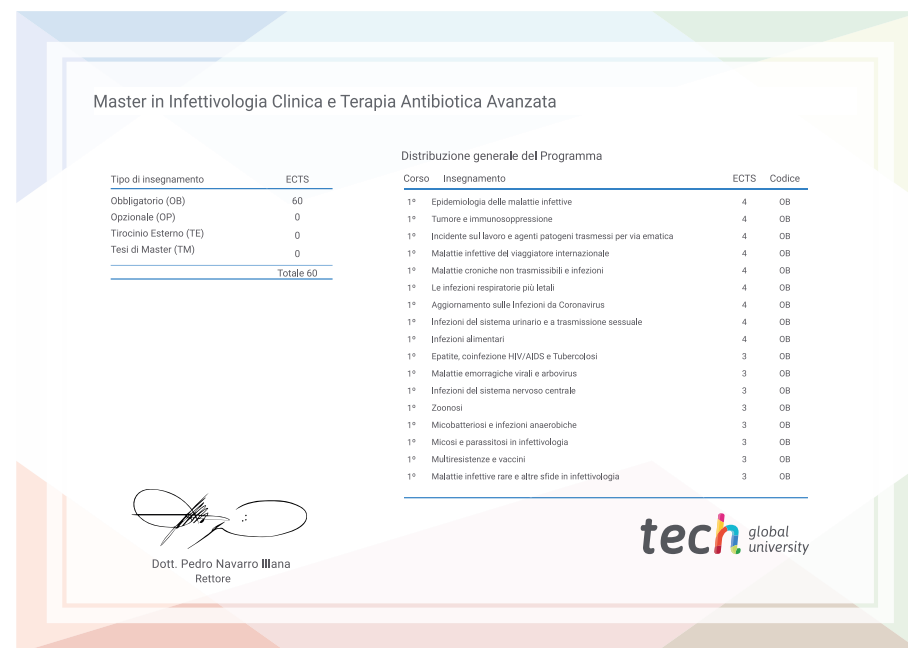 Master in Infettivologia Clinica e Terapia Antibiotica Avanzata
Tipo di insegnamento ECTS
Obbligatorio (OB) 60
Opzionale (OP) 0
Tirocinio Esterno (TE) 0
Tesi di Master (TM) 0
Totale 60
Distribuzione generale del Programma
Corso Insegnamento ECTS Codice
1º Epidemiologia delle malattie infettive 4 OB
1º Tumore e immunosoppressione 4 OB
1º Incidente sul lavoro e agenti patogeni trasmessi per via ematica 4 OB
1º Malattie infettive del viaggiatore internazionale 4 OB
1º Malattie croniche non trasmissibili e infezioni 4 OB
1º Le infezioni respiratorie più letali 4 OB
1º Aggiornamento sulle Infezioni da Coronavirus 4 OB
1º Infezioni del sistema urinario e a trasmissione sessuale 4 OB
1º Infezioni alimentari 4 OB
1º Epatite, coinfezione HIV/AIDS e Tubercolosi 3 OB
1º Malattie emorragiche virali e arbovirus 3 OB
1º Infezioni del sistema nervoso centrale 3 OB
1º Zoonosi 3 OB
1º Micobatteriosi e infezioni anaerobiche 3 OB
1º Micosi e parassitosi in infettivologia 3 OB
1º Multiresistenze e vaccini 3 OB
1º Malattie infettive rare e altre sfide in infettivologia 3 OB
Dott. Pedro Navarro Illana
Rettore
tech global
university